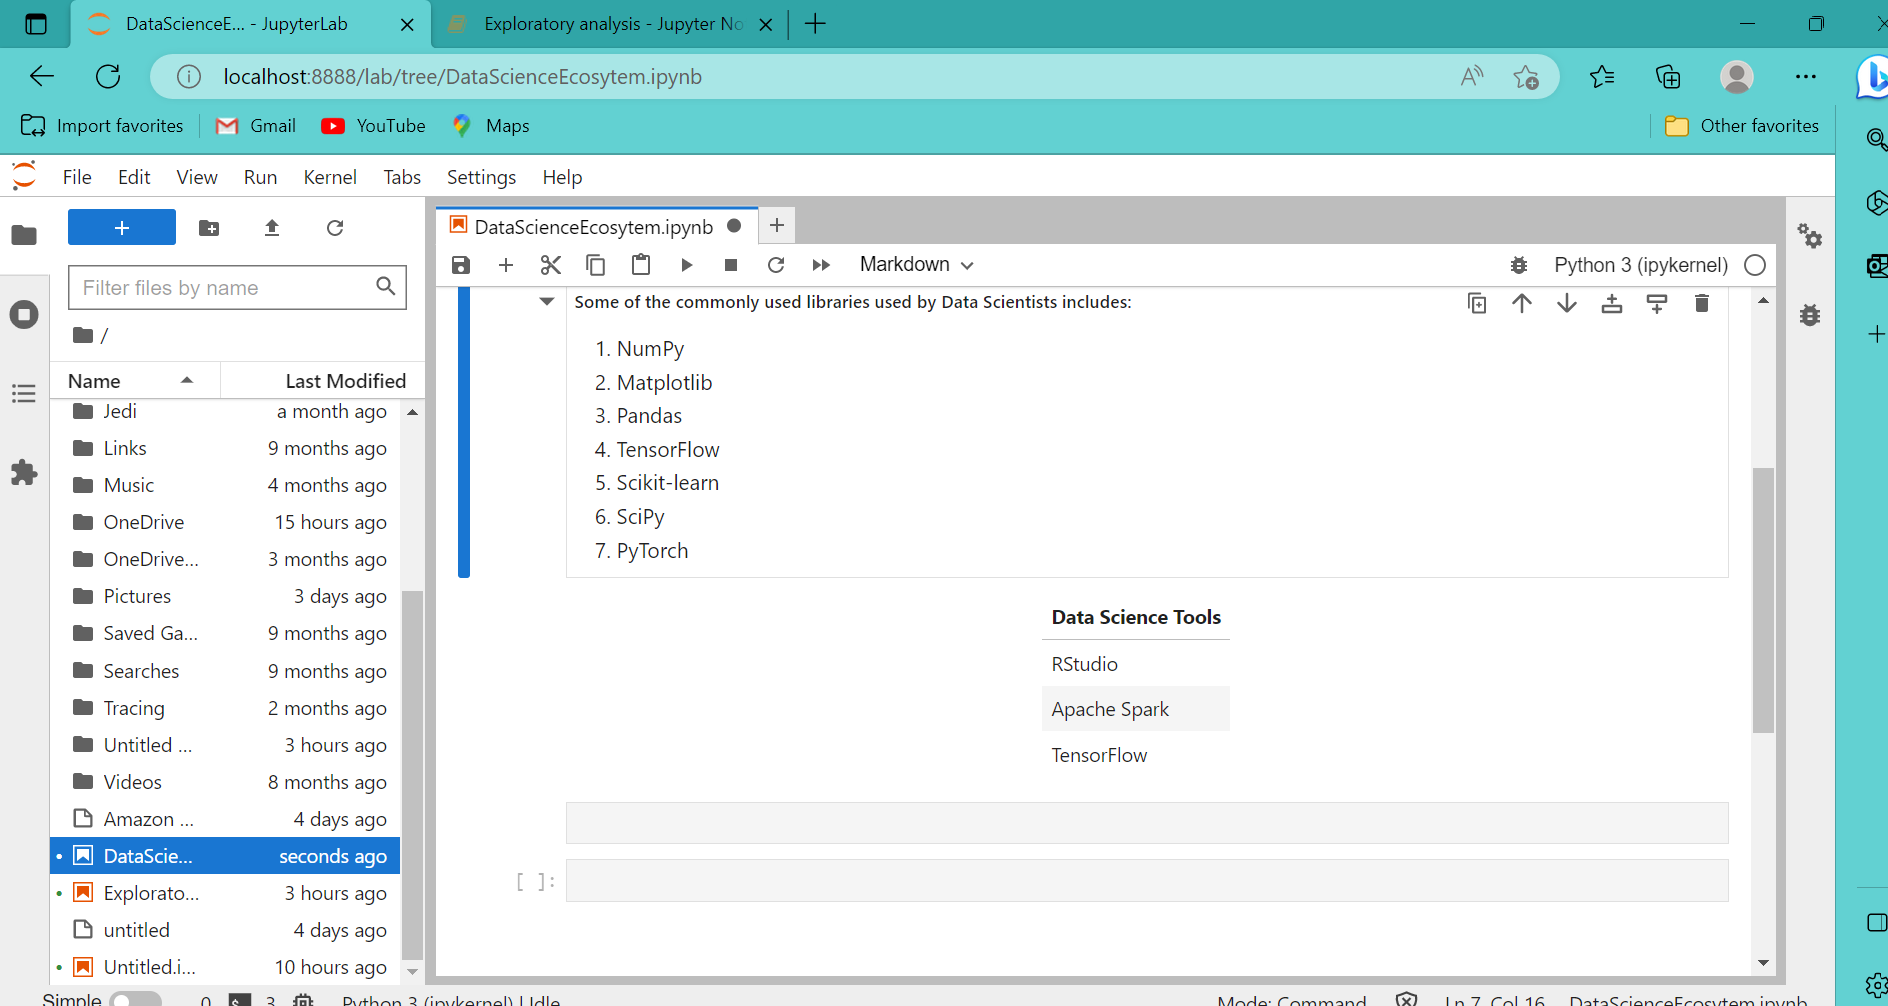 DataScienceE... - JupyterLab
Exploratory analysis - Jupyter No
localhost:8888/lab/tree/DataScienceEcosytem.ipynb
Import favorites Gmail YouTube Maps Other favorites
File Edit View Run Kernel Tabs Settings Help
DataScienceEcosytem.ipynb
Markdown
Python 3 (ipykernel)
Filter files by name
/
Name Last Modified
Jedi a month ago
Links 9 months ago
Music 4 months ago
OneDrive 15 hours ago
OneDrive... 3 months ago
Pictures 3 days ago
Saved Ga... 9 months ago
Searches 9 months ago
Tracing 2 months ago
Untitled ... 3 hours ago
Videos 8 months ago
Amazon ... 4 days ago
DataScie... seconds ago
Explorato... 3 hours ago
untitled 4 days ago
Untitled.i... 10 hours ago
Some of the commonly used libraries used by Data Scientists includes:
1. NumPy
2. Matplotlib
3. Pandas
4. TensorFlow
5. Scikit-learn
6. SciPy
7. PyTorch
Data Science Tools
RStudio
Apache Spark
TensorFlow
[ ]:
Simple 0 3 Python 3 (ipykernel) | Idle Mode: Command Ln 7, Col 16 DataScienceEcosytem.ipynb